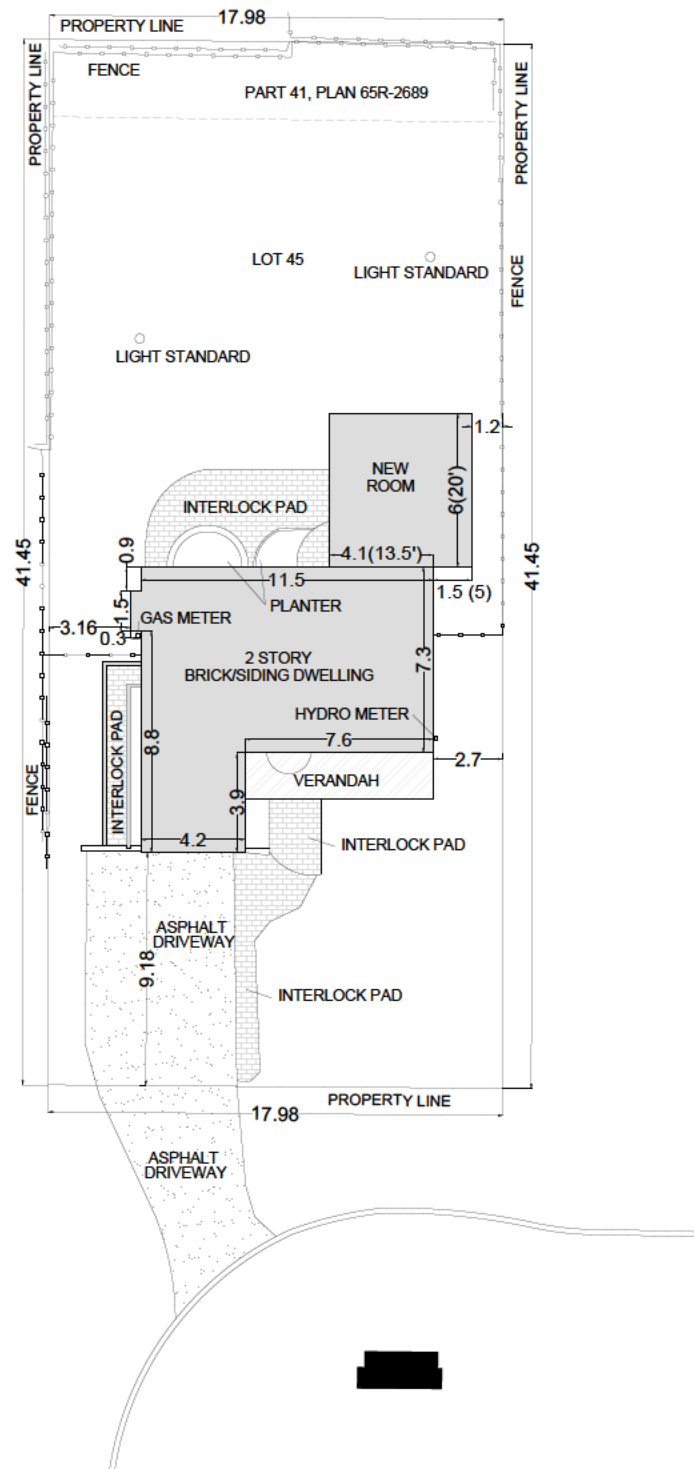 17.98
PROPERTY LINE
PROPERTY LINE
PROPERTY LINE
FENCE
PART 41, PLAN 65R-2689
LOT 45
LIGHT STANDARD
FENCE
LIGHT STANDARD
1.2
NEW
ROOM
6(20')
INTERLOCK PAD
41.45
41.45
0.9
4.1(13.5')
11.5
1.5 (5)
1.5
PLANTER
3.16
GAS METER
0.3
2 STORY
BRICK/SIDING DWELLING
7.3
HYDRO METER
7.6
8.8
INTERLOCK PAD
2.7
VERANDAH
3.9
FENCE
4.2
INTERLOCK PAD
ASPHALT
DRIVEWAY
9.18
INTERLOCK PAD
PROPERTY LINE
17.98
ASPHALT
DRIVEWAY